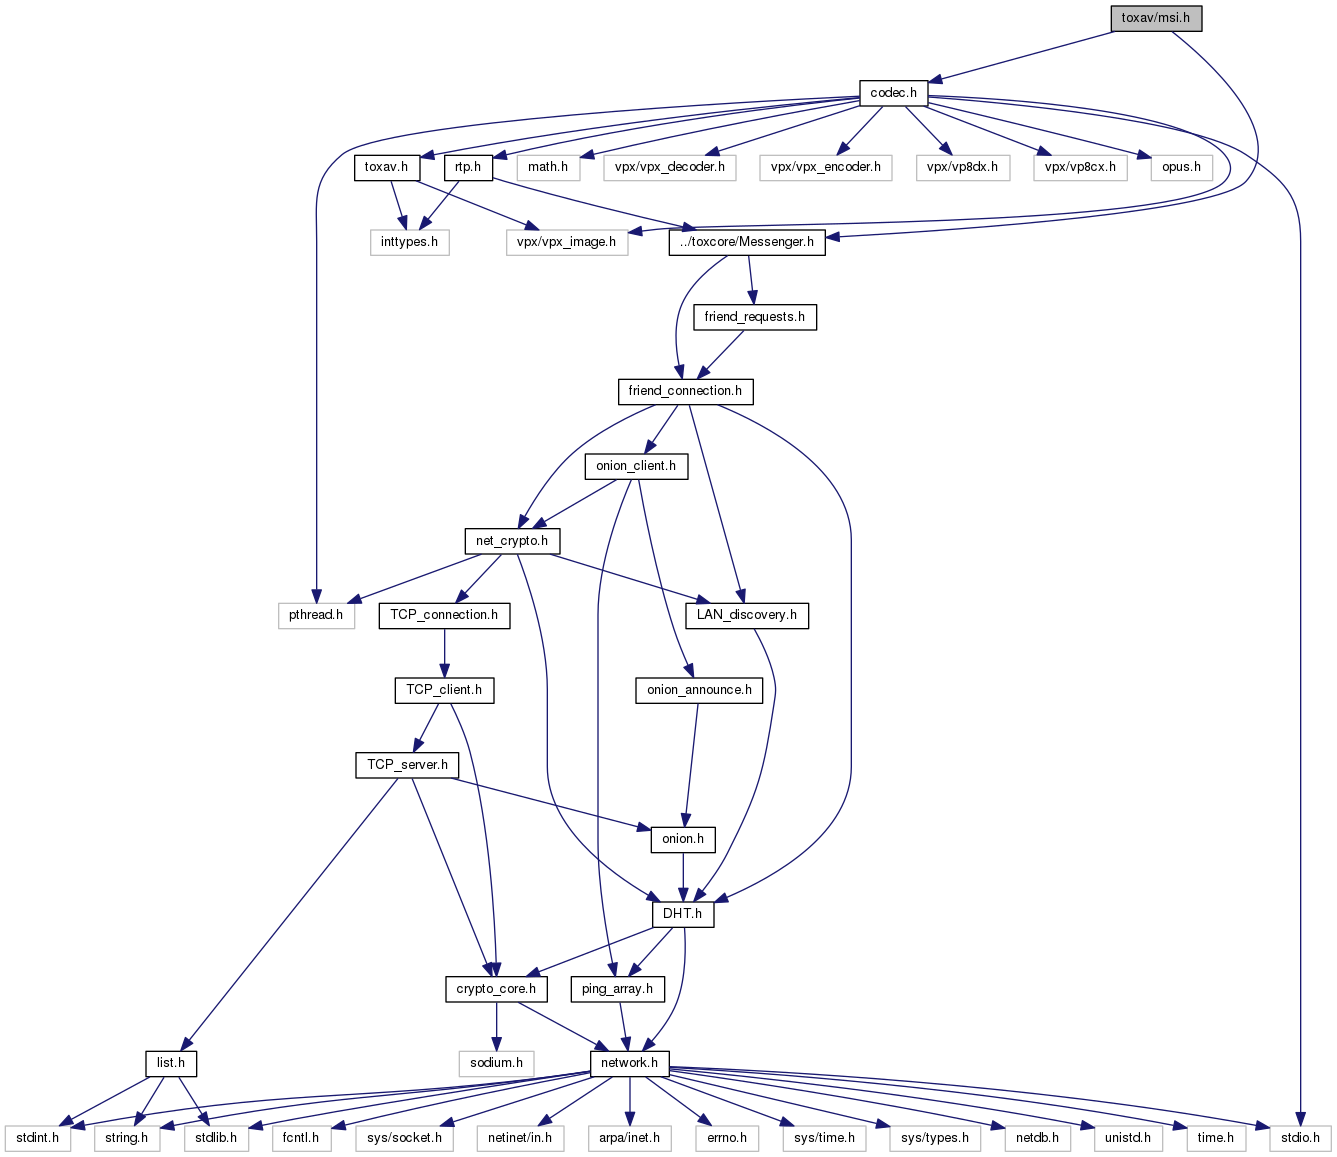 toxav/msi.h
codec.h
toxav.h
rtp.h
math.h
vpx/vpx_decoder.h
vpx/vpx_encoder.h
vpx/vp8dx.h
vpx/vp8cx.h
opus.h
inttypes.h
vpx/vpx_image.h
../toxcore/Messenger.h
friend_requests.h
friend_connection.h
onion_client.h
net_crypto.h
pthread.h
TCP_connection.h
LAN_discovery.h
TCP_client.h
onion_announce.h
TCP_server.h
onion.h
DHT.h
crypto_core.h
ping_array.h
list.h
sodium.h
network.h
stdint.h
string.h
stdlib.h
fcntl.h
sys/socket.h
netinet/in.h
arpa/inet.h
errno.h
sys/time.h
sys/types.h
netdb.h
unistd.h
time.h
stdio.h